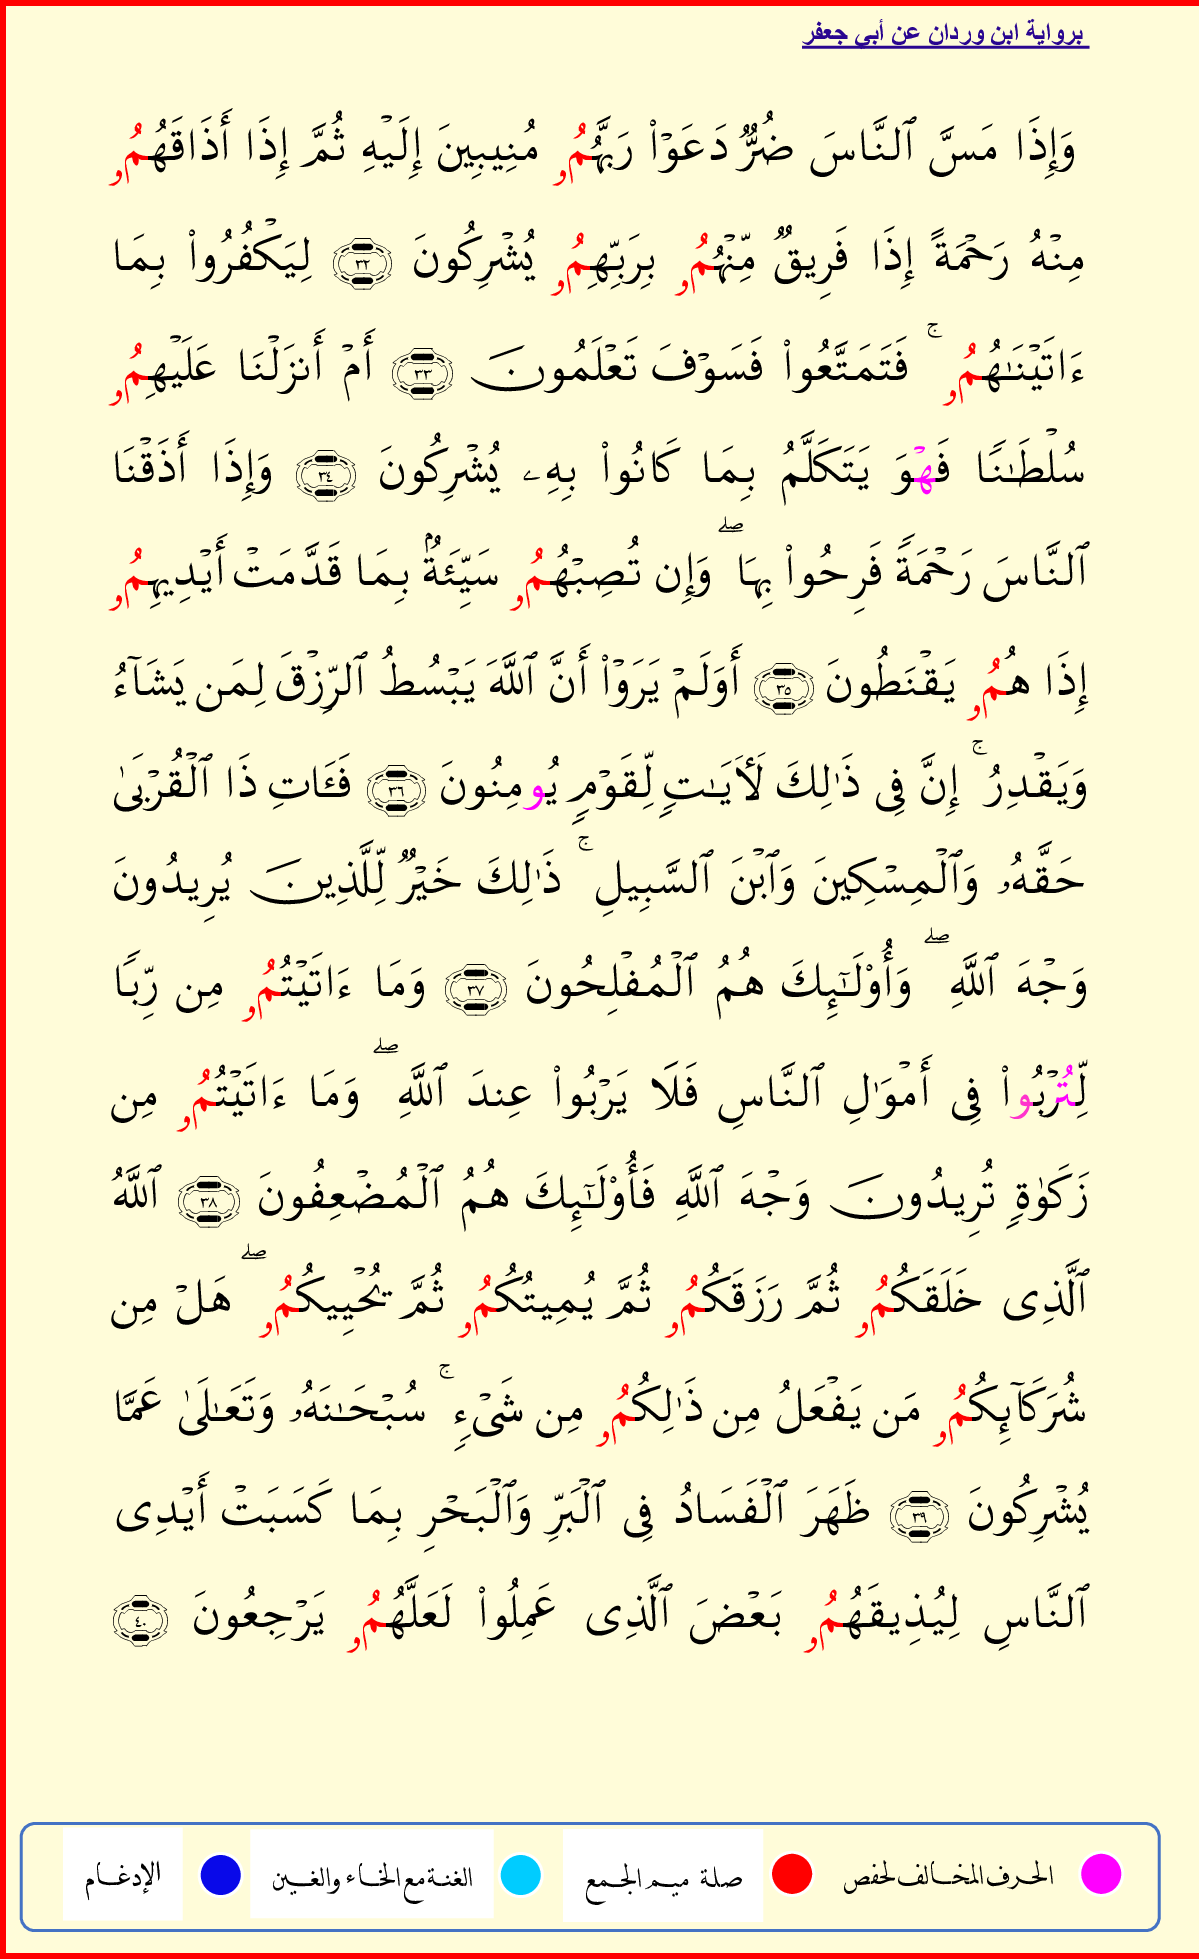 برواية ابن وردان عن أبي جعفر
وَإِذَا مَسَّ ٱلنَّاسَ ضُرٌّ دَعَوۡاْ رَبَّهُمُۥ مُنِيبِينَ إِلَيۡهِ ثُمَّ إِذَا أَذَاقَهُمُۥ
مِنۡهُ رَحۡمَةً إِذَا فَرِيقٌ مِّنۡهُمُۥ بِرَبِّهِمُۥ يُشۡرِكُونَ ٣٢ لِيَكۡفُرُواْ بِمَا
ءَاتَيۡنَٰهُمُۥ ۚ فَتَمَتَّعُواْ فَسَوۡفَ تَعۡلَمُونَ ٣٣ أَمۡ أَنزَلۡنَا عَلَيۡهِمُۥ
سُلۡطَٰنًا فَهۡوَ يَتَكَلَّمُ بِمَا كَانُواْ بِهِۦ يُشۡرِكُونَ ٣٤ وَإِذَا أَذَقۡنَا
ٱلنَّاسَ رَحۡمَةً فَرِحُواْ بِهَا ۖ وَإِن تُصِبۡهُمُۥ سَيِّئَةُۢ بِمَا قَدَّمَتۡ أَيۡدِيهِمُۥ
إِذَا هُمُۥ يَقۡنَطُونَ ٣٥ أَوَلَمۡ يَرَوۡاْ أَنَّ ٱللَّهَ يَبۡسُطُ ٱلرِّزۡقَ لِمَن يَشَآءُ
وَيَقۡدِرُ ۚ إِنَّ فِي ذَٰلِكَ لَأٓيَٰتٍ لِّقَوۡمٍ يُومِنُونَ ٣٦ فَـَٔاتِ ذَا ٱلۡقُرۡبَىٰ
حَقَّهُۥ وَٱلۡمِسۡكِينَ وَٱبۡنَ ٱلسَّبِيلِ ۚ ذَٰلِكَ خَيۡرٌ لِّلَّذِينَ يُرِيدُونَ
وَجۡهَ ٱللَّهِ ۖ وَأُوْلَٰٓئِكَ هُمُ ٱلۡمُفۡلِحُونَ ٣٧ وَمَا ءَاتَيۡتُمُۥ مِن رِّبًا
لِّتُرۡبُواْ فِي أَمۡوَٰلِ ٱلنَّاسِ فَلَا يَرۡبُواْ عِندَ ٱللَّهِ ۖ وَمَا ءَاتَيۡتُمُۥ مِن
زَكَوٰةٍ تُرِيدُونَ وَجۡهَ ٱللَّهِ فَأُوْلَٰٓئِكَ هُمُ ٱلۡمُضۡعِفُونَ ٣٨ ٱللَّهُ
ٱلَّذِي خَلَقَكُمُۥ ثُمَّ رَزَقَكُمُۥ ثُمَّ يُمِيتُكُمُۥ ثُمَّ يُحۡيِيكُمُۥ ۖ هَلۡ مِن
شُرَكَآئِكُمُۥ مَن يَفۡعَلُ مِن ذَٰلِكُمُۥ مِن شَيۡءٍ ۚ سُبۡحَٰنَهُۥ وَتَعَٰلَىٰ عَمَّا
يُشۡرِكُونَ ٣٩ ظَهَرَ ٱلۡفَسَادُ فِي ٱلۡبَرِّ وَٱلۡبَحۡرِ بِمَا كَسَبَتۡ أَيۡدِي
ٱلنَّاسِ لِيُذِيقَهُمُۥ بَعۡضَ ٱلَّذِي عَمِلُواْ لَعَلَّهُمُۥ يَرۡجِعُونَ ٤٠
الحرف المخالف لحفص صلة ميم الجمع الغنة مع الخاء والغين الإدغام